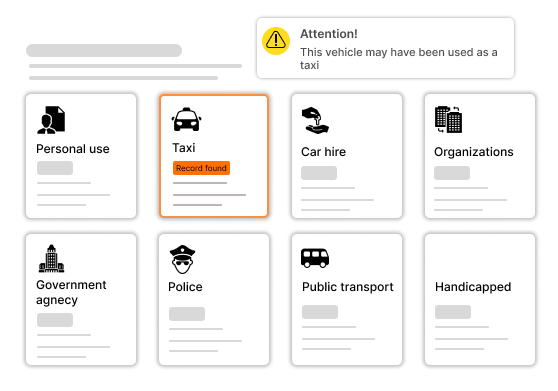 Attention!
This vehicle may have been used as a
taxi
Personal use
Taxi
Record found
Car hire
Organizations
Government
agnecy
Police
Public transport
Handicapped